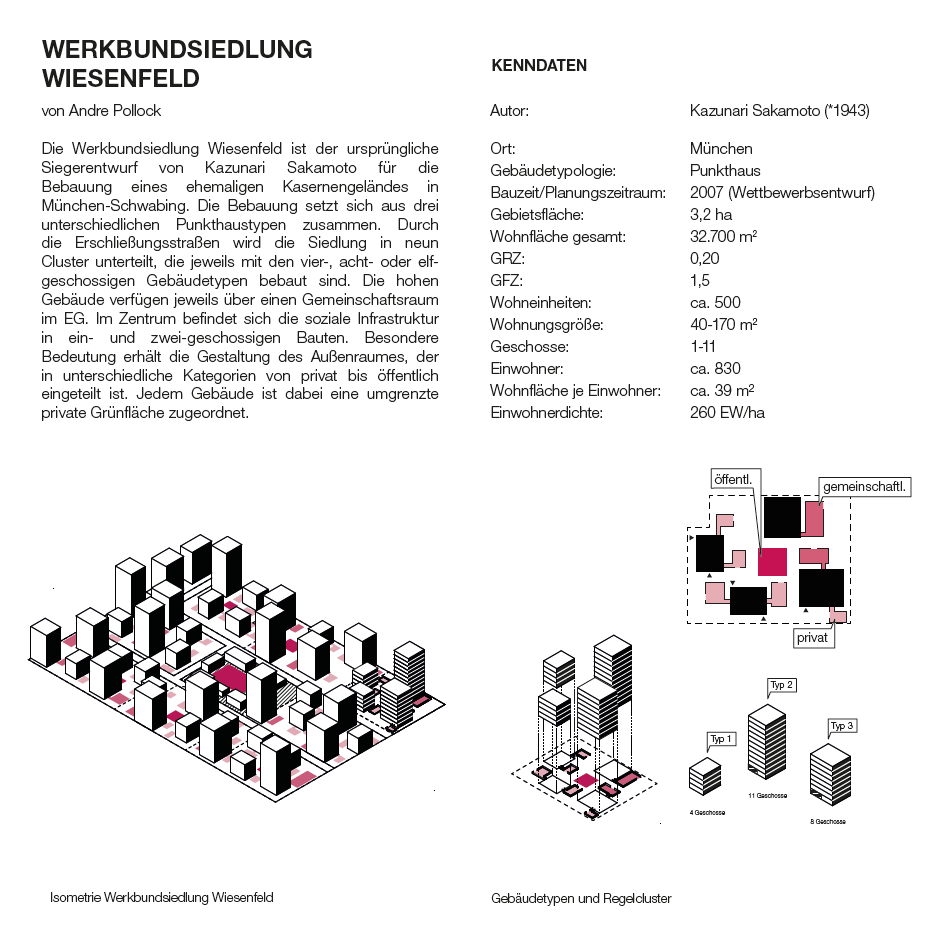 WERKBUNDSIEDLUNG
WIESENFELD
von Andre Pollock
Die Werkbundsiedlung Wiesenfeld ist der ursprüngliche
Siegerentwurf von Kazunari Sakamoto für die
Bebauung eines ehemaligen Kasernengeländes in
München-Schwabing. Die Bebauung setzt sich aus drei
unterschiedlichen Punkthaustypen zusammen. Durch
die Erschließungsstraßen wird die Siedlung in neun
Cluster unterteilt, die jeweils mit den vier-, acht- oder elf-
geschossigen Gebäudetypen bebaut sind. Die hohen
Gebäude verfügen jeweils über einen Gemeinschaftsraum
im EG. Im Zentrum befindet sich die soziale Infrastruktur
in ein- und zwei-geschossigen Bauten. Besondere
Bedeutung erhält die Gestaltung des Außenraumes, der
in unterschiedliche Kategorien von privat bis öffentlich
eingeteilt ist. Jedem Gebäude ist dabei eine umgrenzte
private Grünfläche zugeordnet.
KENNDATEN
Autor: Kazunari Sakamoto (*1943)
Ort: München
Gebäudetypologie: Punkthaus
Bauzeit/Planungszeitraum: 2007 (Wettbewerbsentwurf)
Gebietsfläche: 3,2 ha
Wohnfläche gesamt: 32.700 m²
GRZ: 0,20
GFZ: 1,5
Wohneinheiten: ca. 500
Wohnungsgröße: 40-170 m²
Geschosse: 1-11
Einwohner: ca. 830
Wohnfläche je Einwohner: ca. 39 m²
Einwohnerdichte: 260 EW/ha
öffentl.
gemeinschaftl.
privat
Typ 2
Typ 1
Typ 3
11 Geschosse
4 Geschosse
8 Geschosse
Isometrie Werkbundsiedlung Wiesenfeld
Gebäudetypen und Regelcluster